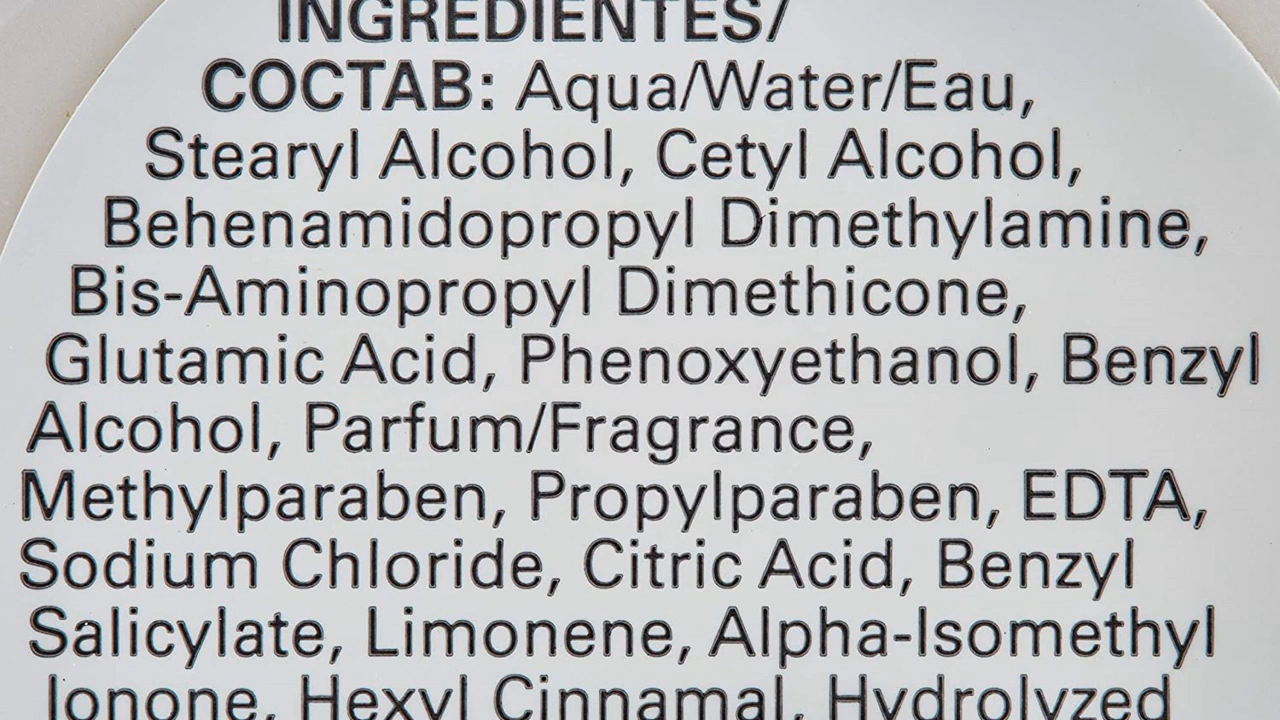 INGREDIENTES/
СОСТАВ: Aqua/Water/Eau,
Stearyl Alcohol, Cetyl Alcohol,
Behenamidopropyl Dimethylamine,
Bis-Aminopropyl Dimethicone,
Glutamic Acid, Phenoxyethanol, Benzyl
Alcohol, Parfum/Fragrance,
Methylparaben, Propylparaben, EDTA,
Sodium Chloride, Citric Acid, Benzyl
Salicylate, Limonene, Alpha-Isomethyl
Ionone, Hexyl Cinnamal, Hydrolyzed